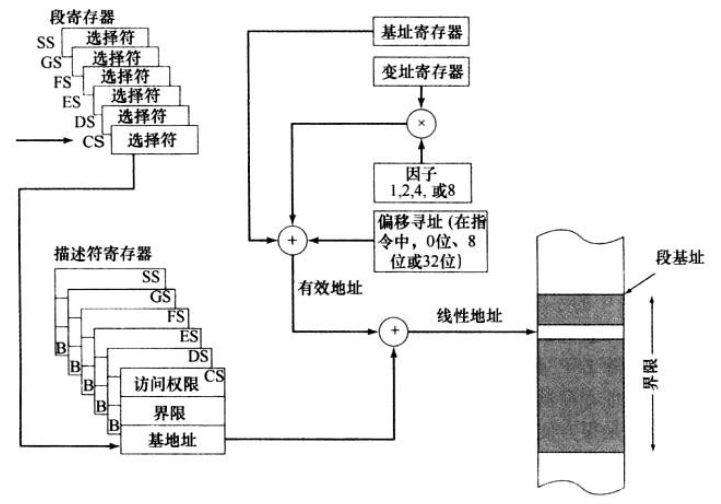 段寄存器
SS 选择符
GS 选择符
FS 选择符
ES 选择符
DS 选择符
CS 选择符
基址寄存器
变址寄存器
×
因子
1,2,4, 或8
+
偏移寻址 (在指
令中，0位、8
位或32位)
有效地址
描述符寄存器
SS
GS
FS
ES
DS
CS
B
B
B
B
B
访问权限
界限
基地址
+
线性地址
段基址
界限